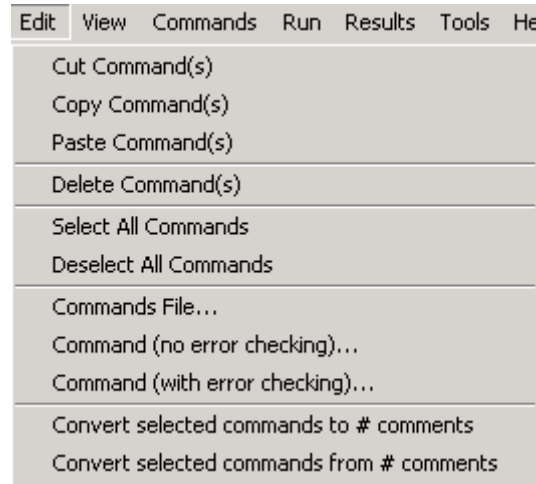 Edit View Commands Run Results Tools He
Cut Command(s)
Copy Command(s)
Paste Command(s)
Delete Command(s)
Select All Commands
Deselect All Commands
Commands File...
Command (no error checking)...
Command (with error checking)...
Convert selected commands to # comments
Convert selected commands from # comments